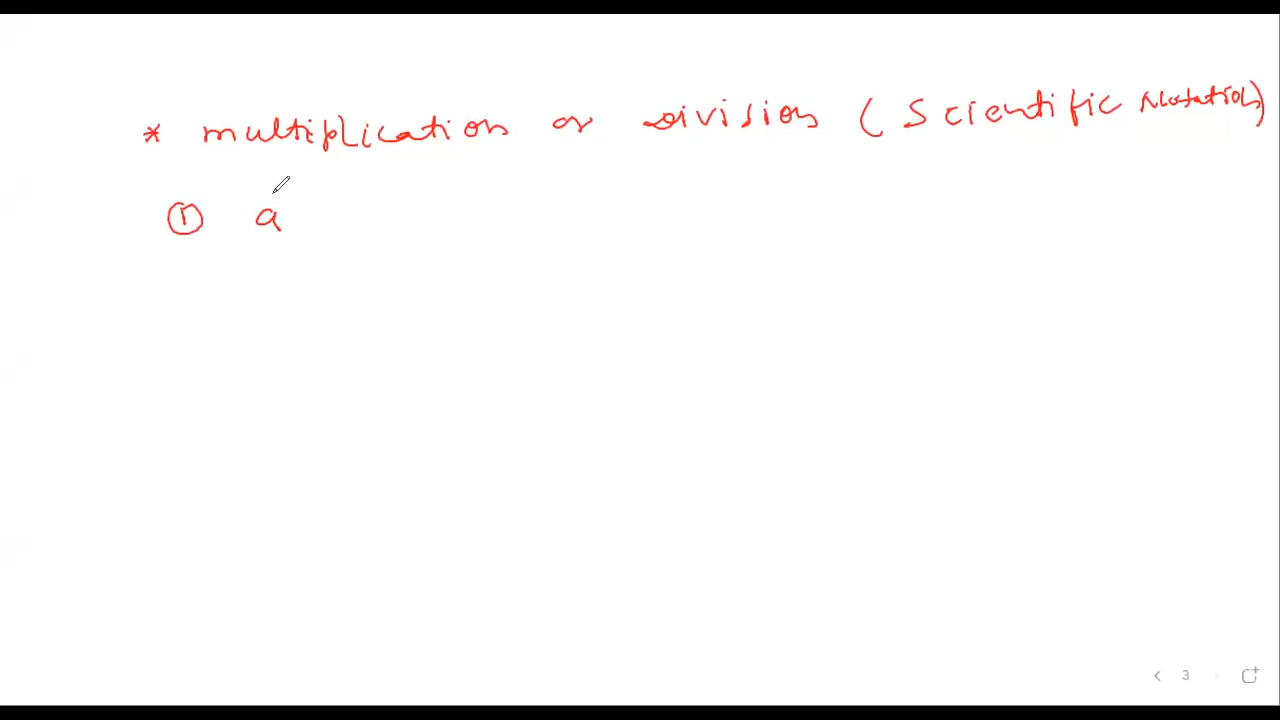 * multiplication or Division (Scientific Notation)
① a
3